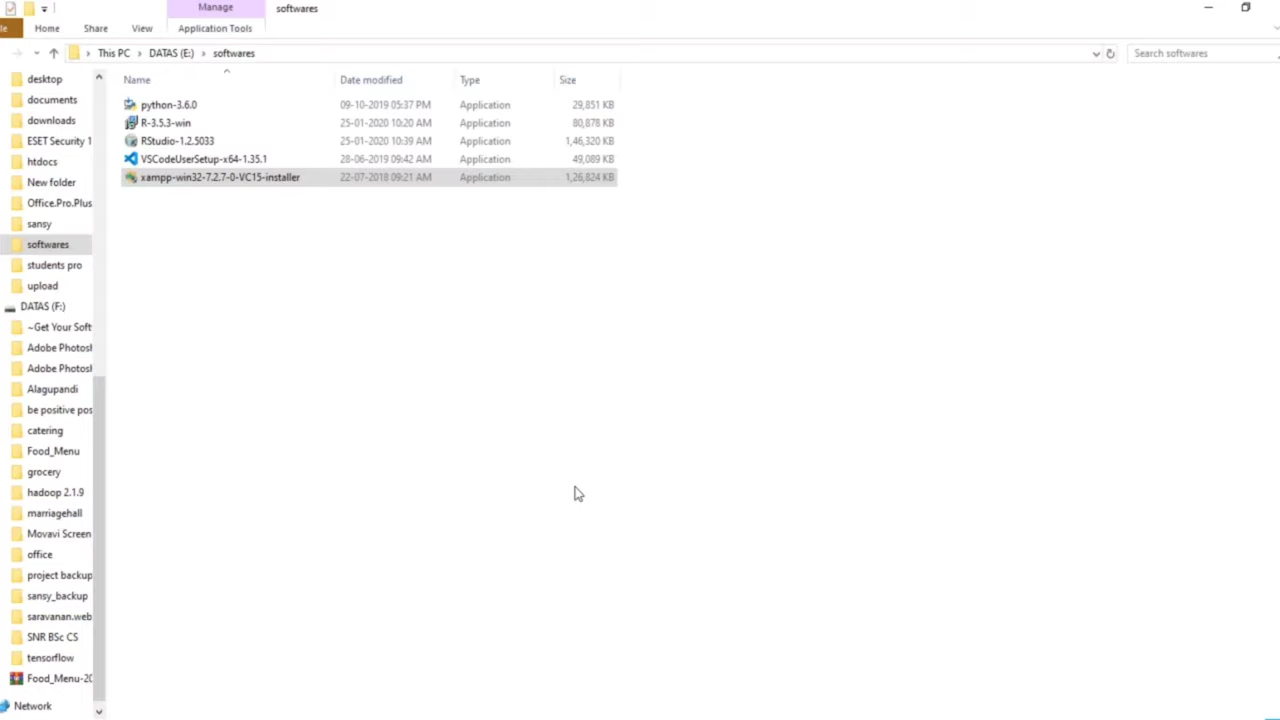 Manage
softwares
le
Home
Share
View
Application Tools
This PC
DATAS (E:)
softwares
Search softwares
Name
Date modified
Type
Size
python-3.6.0
09-10-2019 05:37 PM
Application
29,851 KB
R-3.5.3-win
25-01-2020 10:20 AM
Application
80,878 KB
RStudio-1.2.5033
25-01-2020 10:39 AM
Application
1,46,320 KB
VSCodeUserSetup-x64-1.35.1
28-06-2019 09:42 AM
Application
49,089 KB
xampp-win32-7.2.7-0-VC15-installer
22-07-2018 09:21 AM
Application
1,26,824 KB
desktop
documents
downloads
ESET Security 1
htdocs
New folder
Office.Pro.Plus
sansy
softwares
students pro
upload
DATAS (F:)
~Get Your Soft
Adobe Photosh
Adobe Photosh
Alagupandi
be positive pos
catering
Food_Menu
grocery
hadoop 2.1.9
marriagehall
Movavi Screen
office
project backup
sansy_backup
saravanan.web
SNR BSc CS
tensorflow
Food_Menu-20
Network